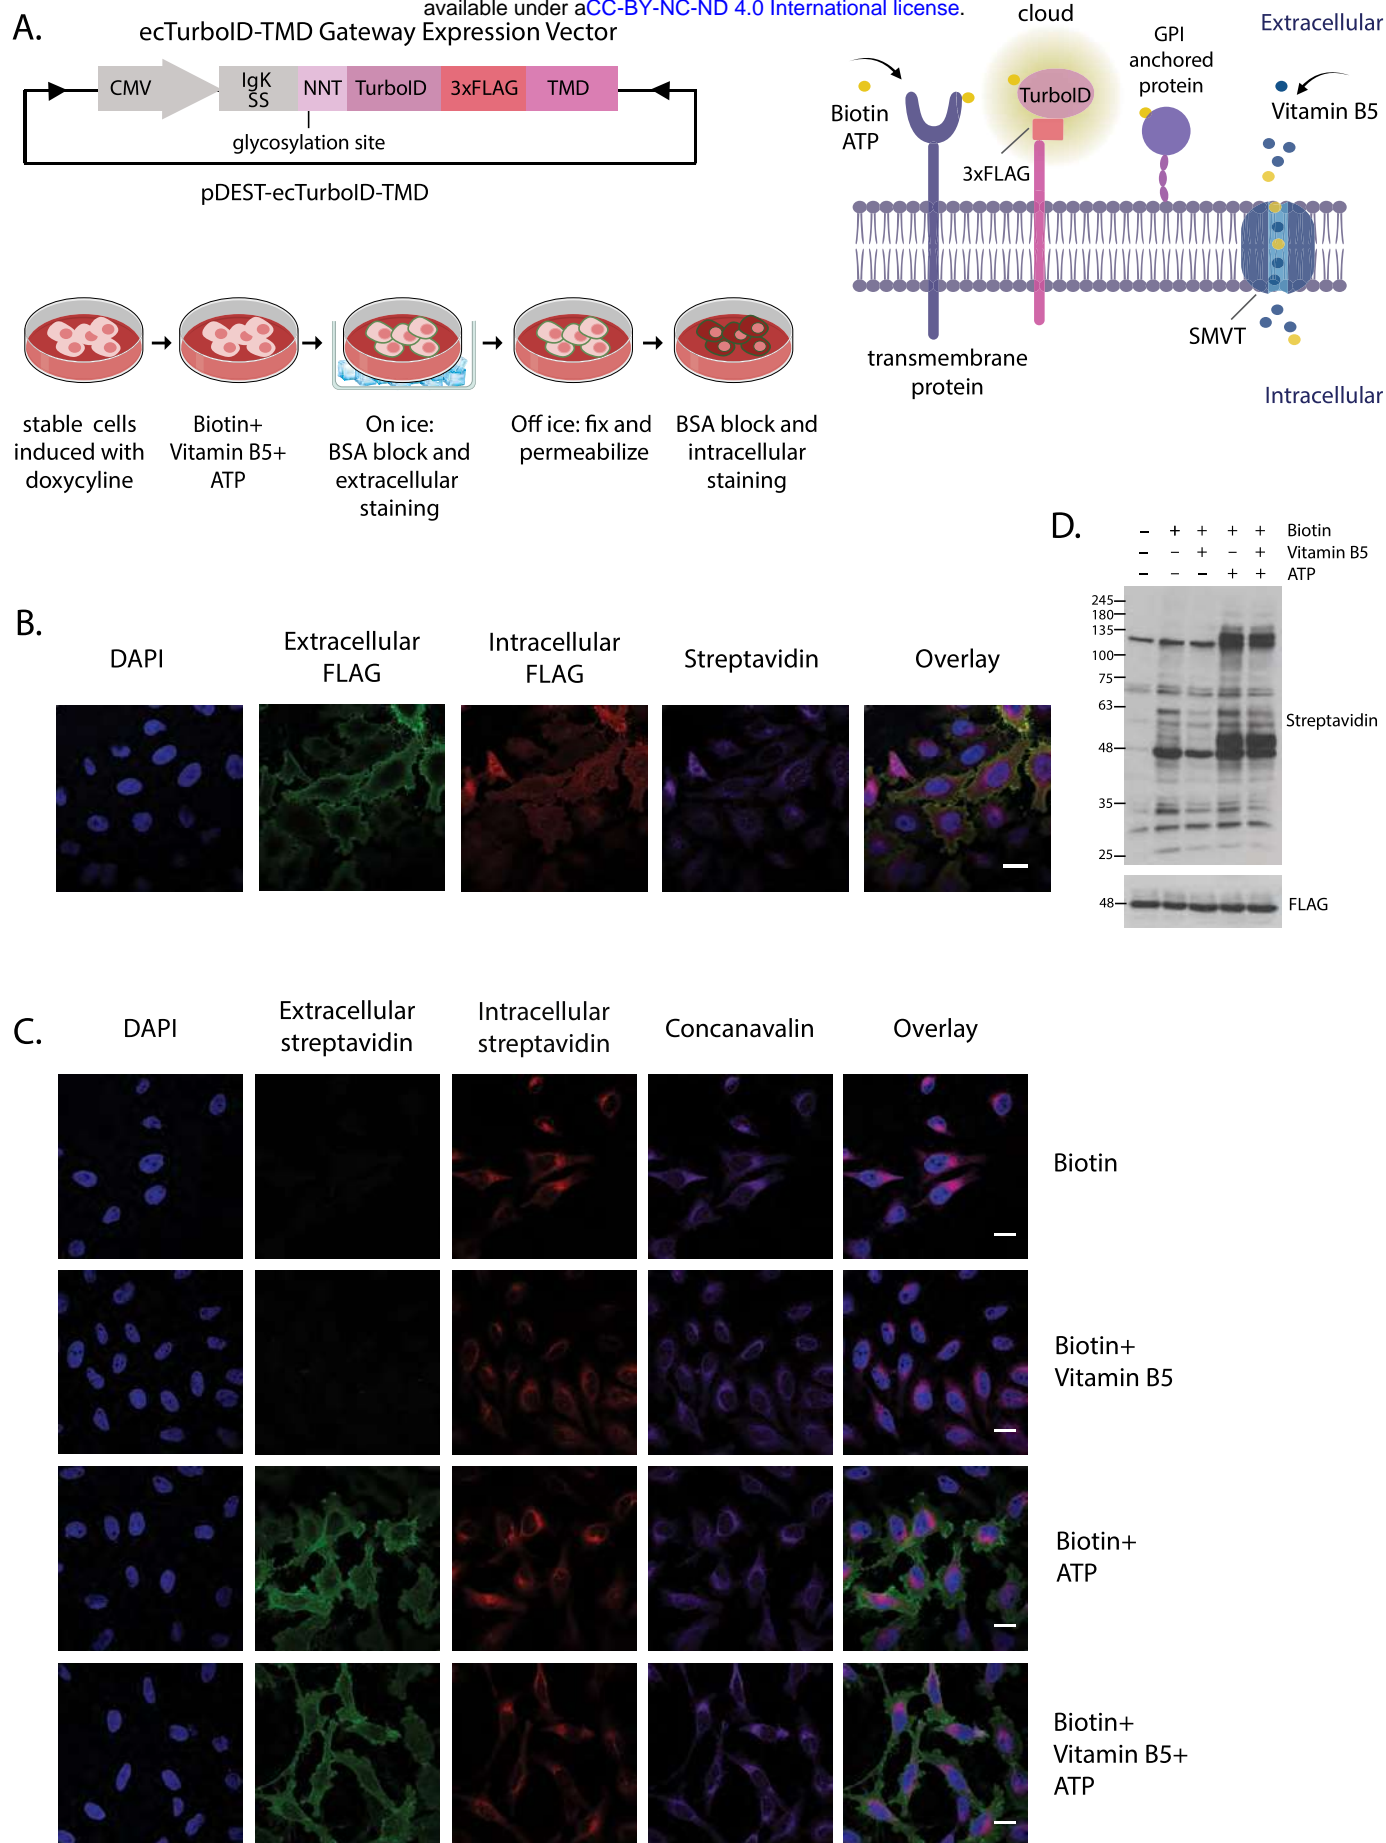 available under aCC-BY-NC-ND 4.0 International license.
A.
ecTurboID-TMD Gateway Expression Vector
CMV
IgK
SS
NNT
TurboID
3xFLAG
TMD
glycosylation site
pDEST-ecTurboID-TMD
cloud
Extracellular
GPI
anchored
protein
Biotin
ATP
TurboID
Vitamin B5
3xFLAG
SMVT
transmembrane
protein
Intracellular
stable cells
induced with
doxycyline
Biotin+
Vitamin B5+
ATP
On ice:
BSA block and
extracellular
staining
Off ice: fix and
permeabilize
BSA block and
intracellular
staining
D.
– + + + + Biotin
– – + – + Vitamin B5
– – – + + ATP
245
180
135
100
75
63
48
35
25
Streptavidin
48
FLAG
B.
DAPI
Extracellular
FLAG
Intracellular
FLAG
Streptavidin
Overlay
C.
DAPI
Extracellular
streptavidin
Intracellular
streptavidin
Concanavalin
Overlay
Biotin
Biotin+
Vitamin B5
Biotin+
ATP
Biotin+
Vitamin B5+
ATP